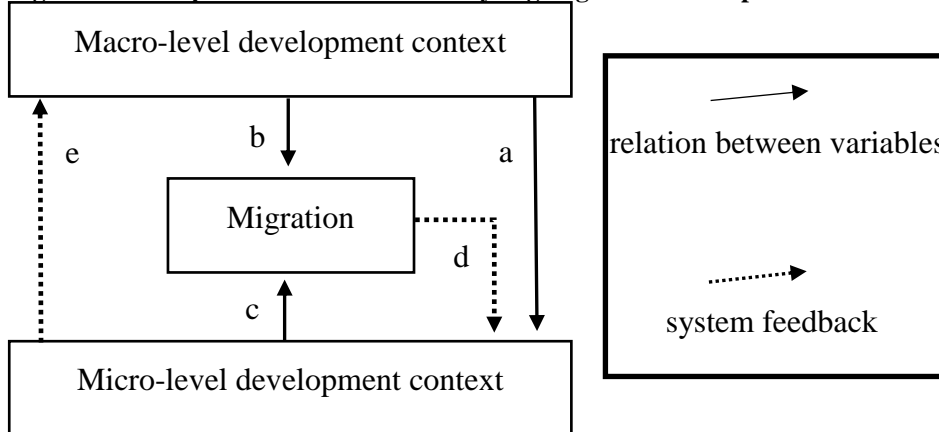 Macro-level development context
e
b
a
relation between variables
Migration
d
c
system feedback
Micro-level development context